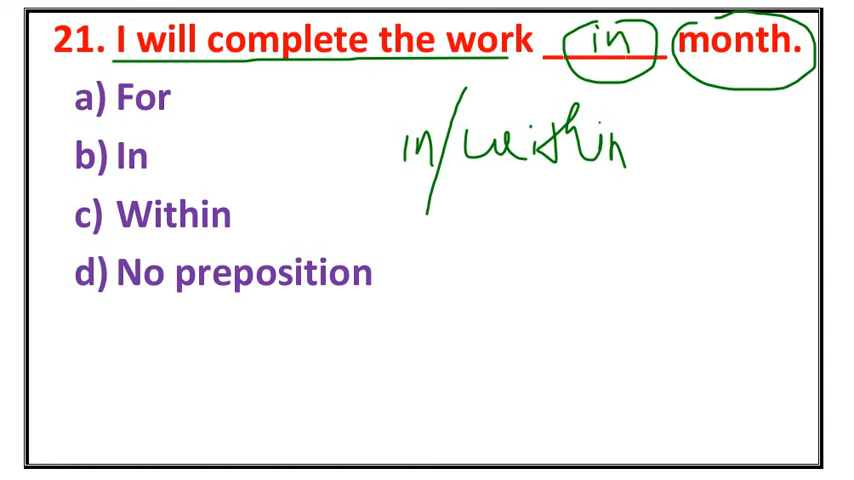 21. I will complete the work in month.
a) For
in/within
b) In
c) Within
d) No preposition